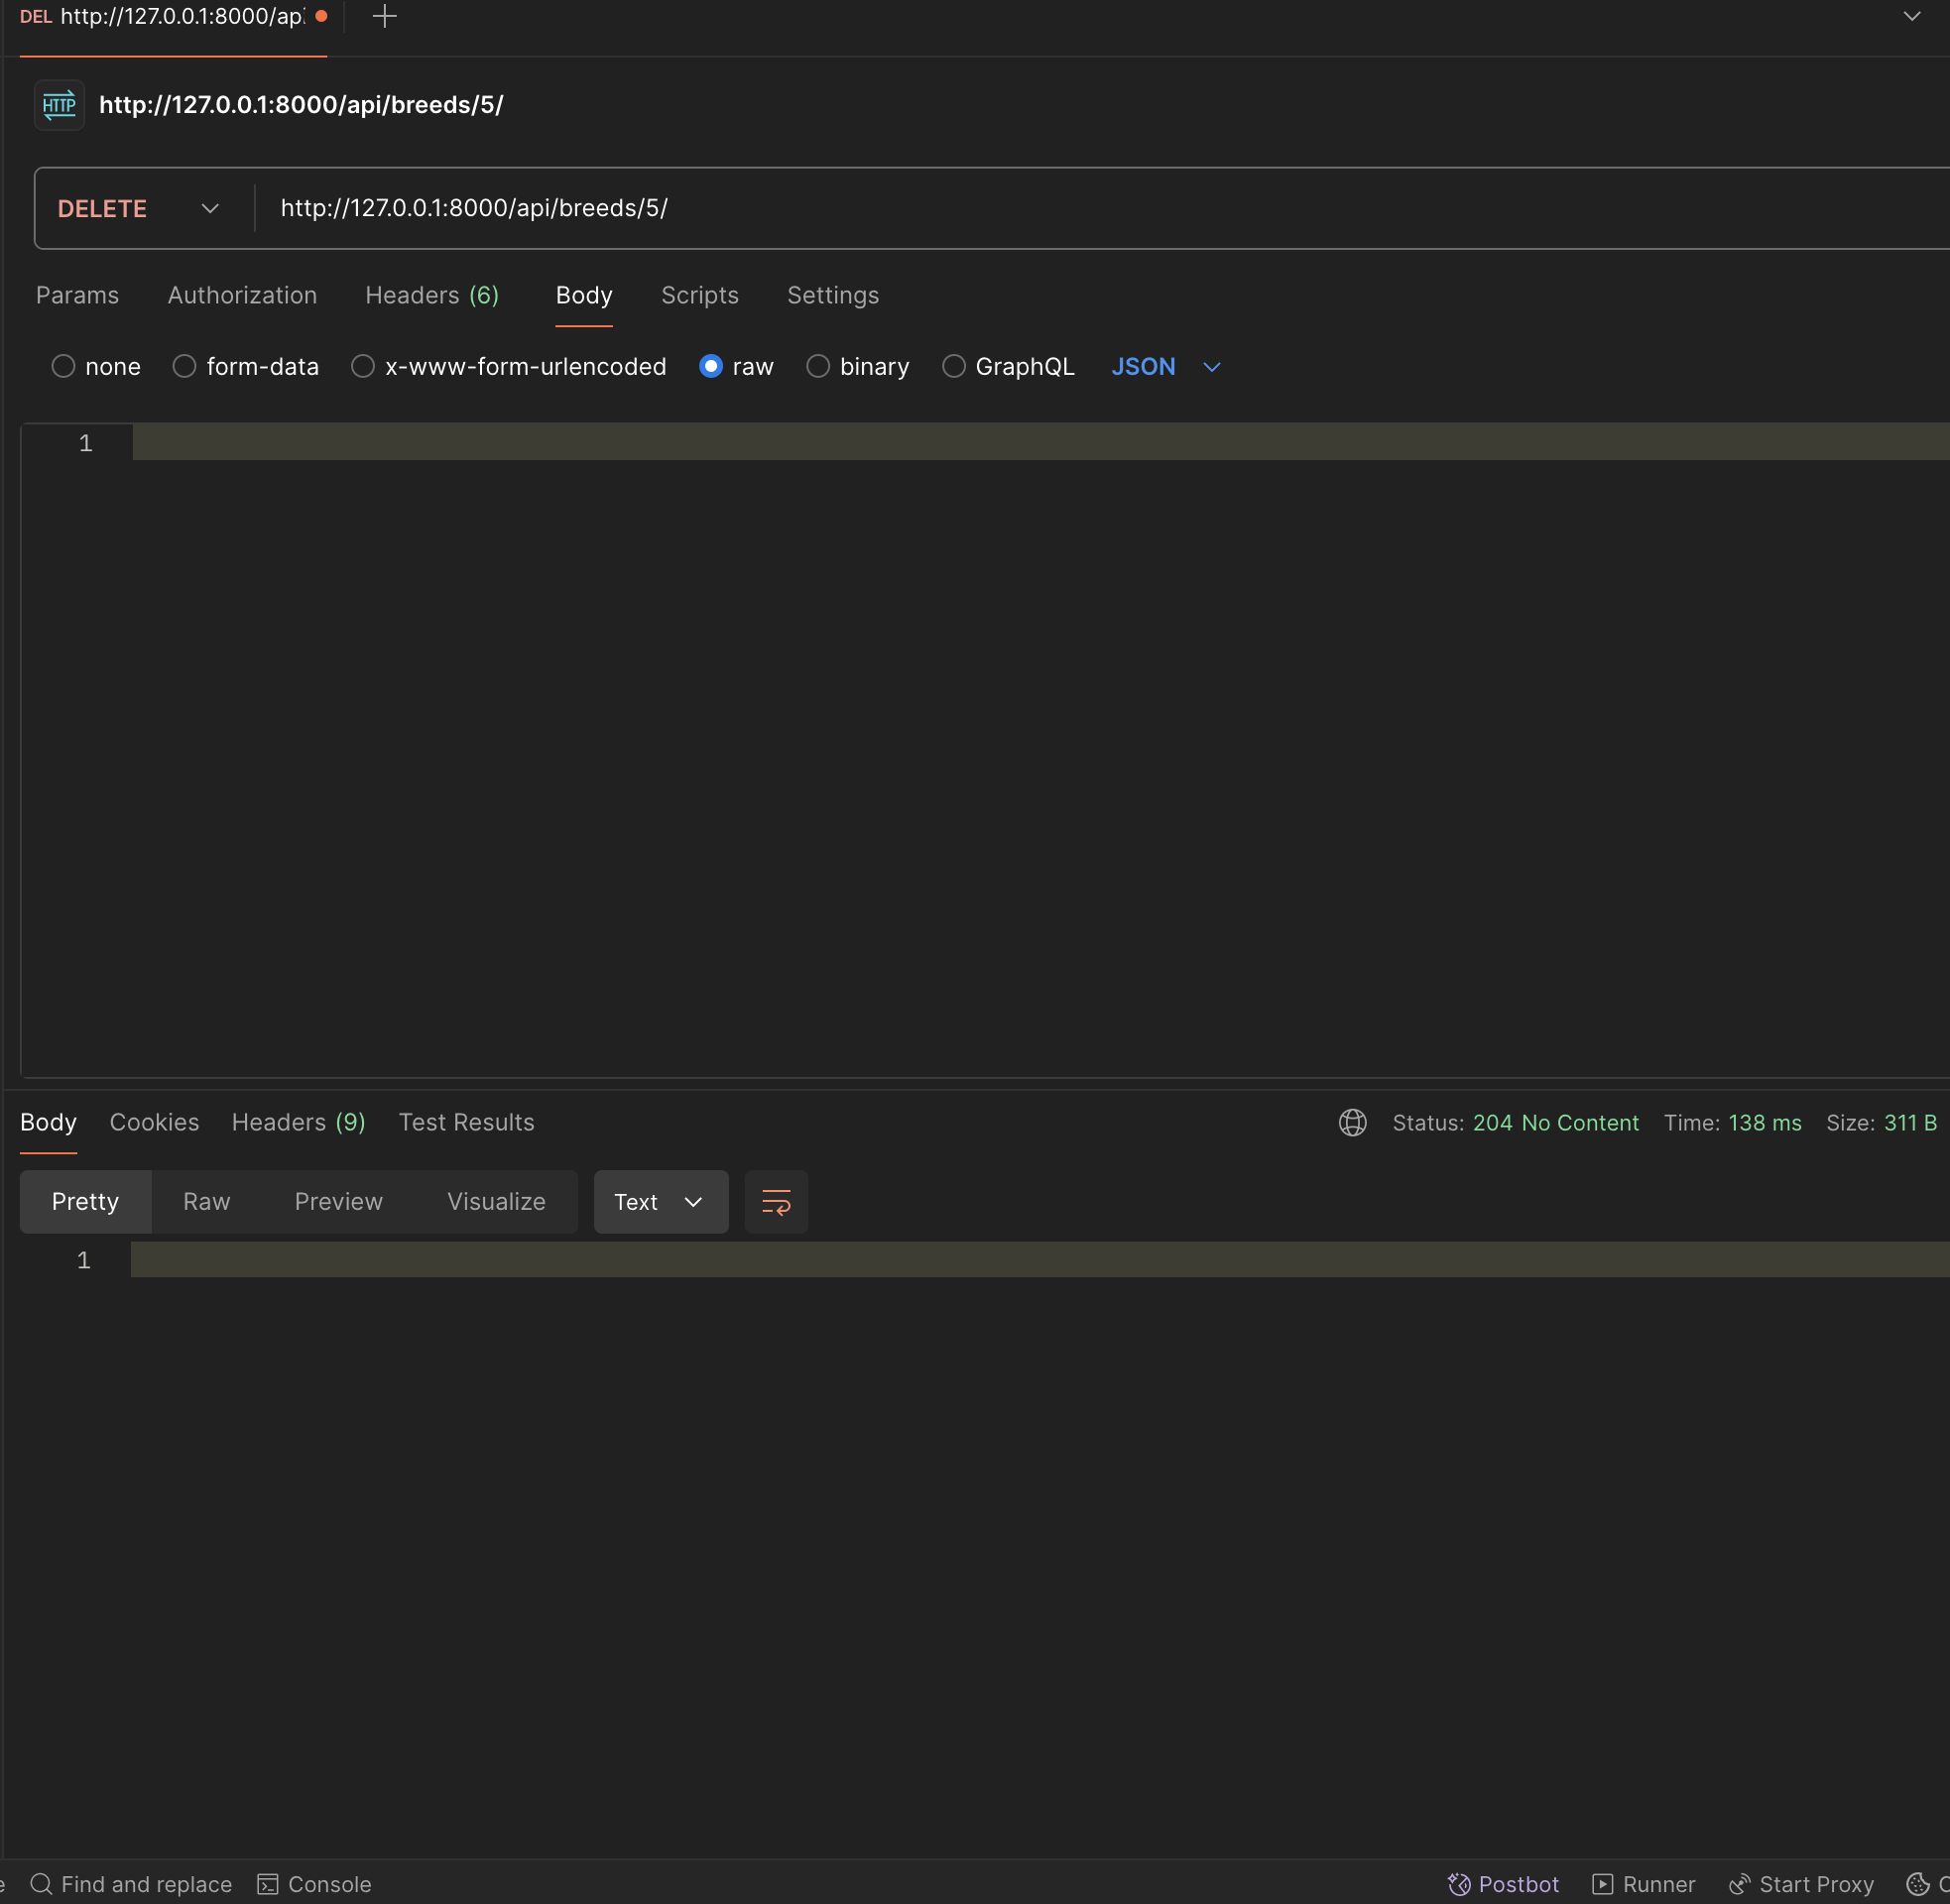 DEL http://127.0.0.1:8000/ap
HTTP http://127.0.0.1:8000/api/breeds/5/
DELETE http://127.0.0.1:8000/api/breeds/5/
Params Authorization Headers (6) Body Scripts Settings
none form-data x-www-form-urlencoded raw binary GraphQL JSON
1
Body Cookies Headers (9) Test Results Status: 204 No Content Time: 138 ms Size: 311 B
Pretty Raw Preview Visualize Text
1
Find and replace Console Postbot Runner Start Proxy